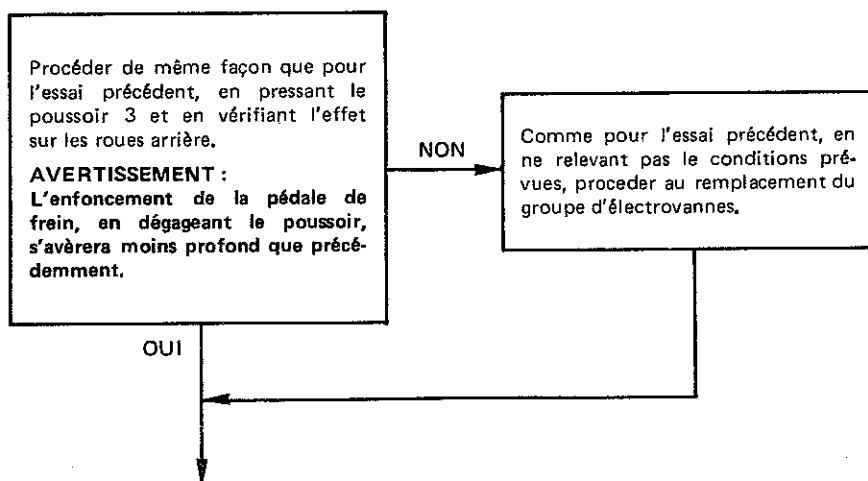 Procéder de même façon que pour
l'essai précédent, en pressant le
poussoir 3 et en vérifiant l'effet
sur les roues arrière.
AVERTISSEMENT :
L'enfoncement de la pédale de
frein, en dégageant le poussoir,
s'avèrera moins profond que précé-
demment.
NON
Comme pour l'essai précédent, en
ne relevant pas le conditions pré-
vues, proceder au remplacement du
groupe d'électrovannes.
OUI